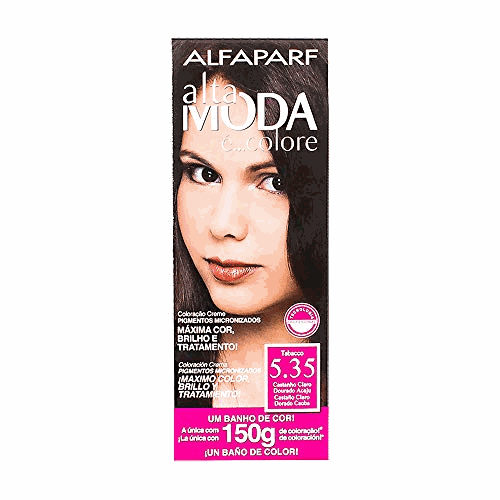 ALFAPARF
alta
MODA
é...colore
Coloração Creme
PIGMENTOS MICRONIZADOS
MÁXIMA COR,
BRILHO E
TRATAMENTO!
Coloración Crema
PIGMENTOS MICRONIZADOS
¡MAXIMO COLOR,
BRILLO Y
TRATAMIENTO!
Tabacco
5.35
Castanho Claro
Dourado Acaju
Castaño Claro
Dorado Caoba
UM BANHO DE COR!
A única com
¡La única con
150g
de coloração!*
de coloración!*
¡UN BAÑO DE COLOR!